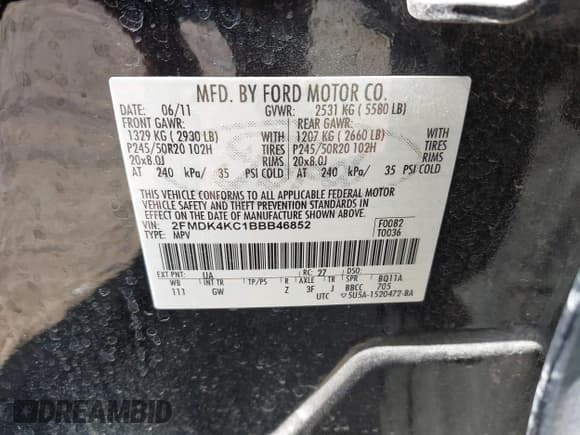 MFD. BY FORD MOTOR CO.
DATE: 06/11 GVWR: 2531 KG ( 5580 LB)
FRONT GAWR: REAR GAWR:
1329 KG ( 2930 LB) WITH 1207 KG ( 2660 LB) WITH
P245/50R20 102H TIRES P245/50R20 102H TIRES
20x8.0J RIMS 20x8.0J RIMS
AT 240 kPa/ 35 PSI COLD AT 240 kPa/ 35 PSI COLD
THIS VEHICLE CONFORMS TO ALL APPLICABLE FEDERAL MOTOR
VEHICLE SAFETY AND THEFT PREVENTION STANDARDS IN
EFFECT ON THE DATE OF MANUFACTURE SHOWN ABOVE.
VIN: 2FMDK4KC1BBB46852 F0082
TYPE: MPV T0036
EXT PNT: UA RC: 27 DSO:
WB INT TR TP/PS R AXLE TR SPR BQ11A
111 GW Z 3F J BBCC 705
UTC ▽5U5A-1520472-BA
DREAMBID